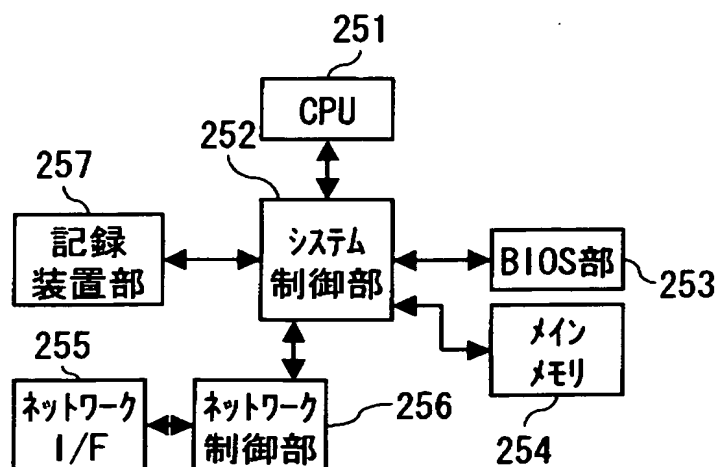 251
CPU
252
257
記録
装置部
システム
制御部
BIOS部
253
メイン
メモリ
254
255
ネットワーク
I/F
ネットワーク
制御部
256